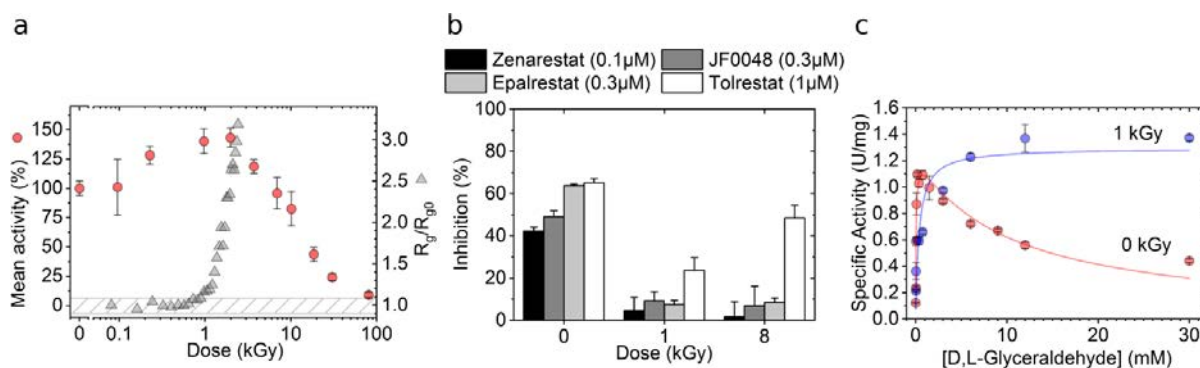 a
Mean activity (%)
150
125
100
75
50
25
0
0
0.1
1
10
100
Dose (kGy)
3.0
2.5
2.0
1.5
1.0
Rg/Rg0
b
Zenarestat (0.1µM)
JF0048 (0.3µM)
Epalrestat (0.3µM)
Tolrestat (1µM)
Inhibition (%)
100
80
60
40
20
0
0
1
8
Dose (kGy)
c
Specific Activity (U/mg)
1.6
1.4
1.2
1.0
0.8
0.6
0.4
0.2
0.0
1 kGy
0 kGy
0
10
20
30
[D,L-Glyceraldehyde] (mM)